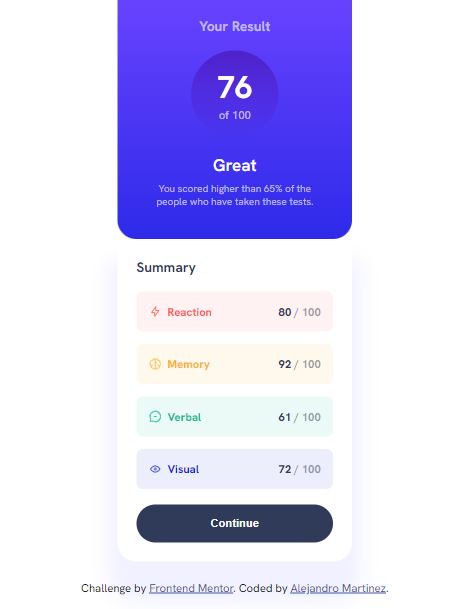 Your Result
76
of 100
Great
You scored higher than 65% of the
people who have taken these tests.
Summary
Reaction 80 / 100
Memory 92 / 100
Verbal 61 / 100
Visual 72 / 100
Continue
Challenge by Frontend Mentor. Coded by Alejandro Martinez.